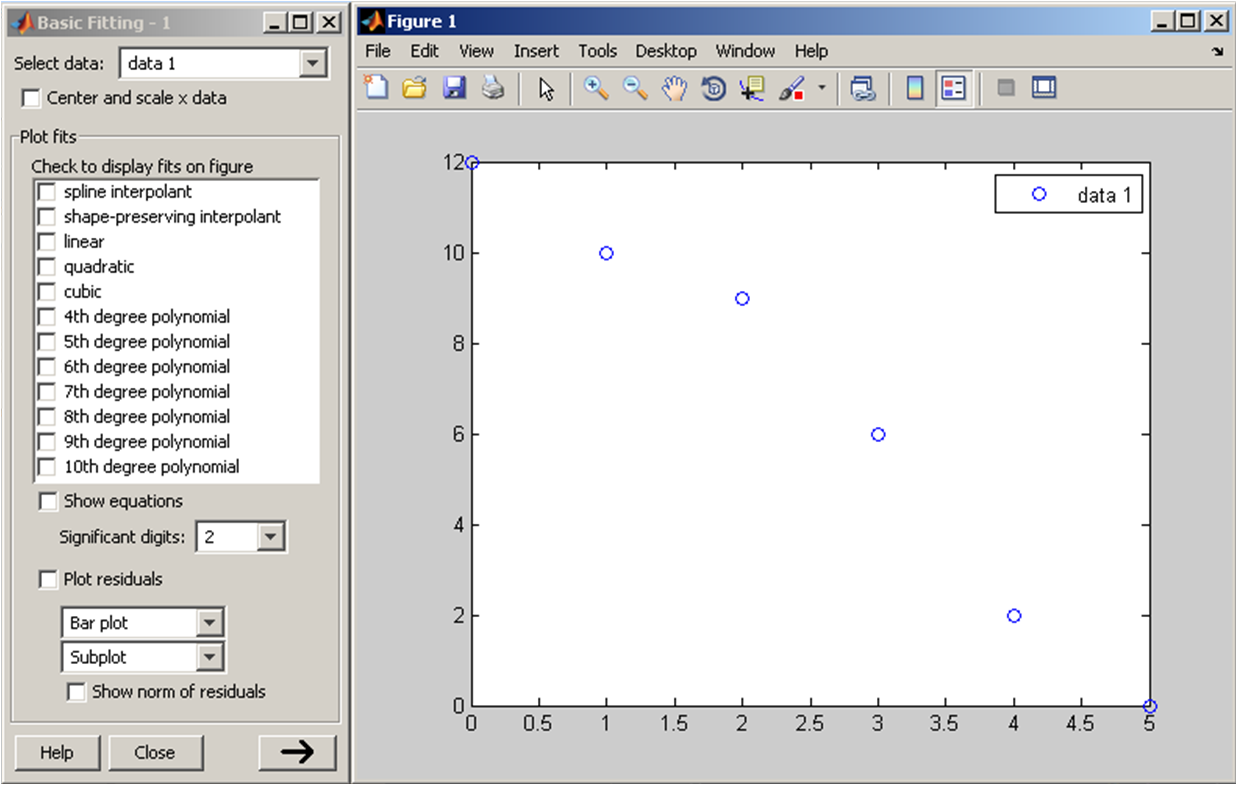 Basic Fitting - 1
Select data: data 1
Center and scale x data
Plot fits
Check to display fits on figure
spline interpolant
shape-preserving interpolant
linear
quadratic
cubic
4th degree polynomial
5th degree polynomial
6th degree polynomial
7th degree polynomial
8th degree polynomial
9th degree polynomial
10th degree polynomial
Show equations
Significant digits: 2
Plot residuals
Bar plot
Subplot
Show norm of residuals
Help Close
Figure 1
File Edit View Insert Tools Desktop Window Help
data 1
12
10
8
6
4
2
0
0 0.5 1 1.5 2 2.5 3 3.5 4 4.5 5